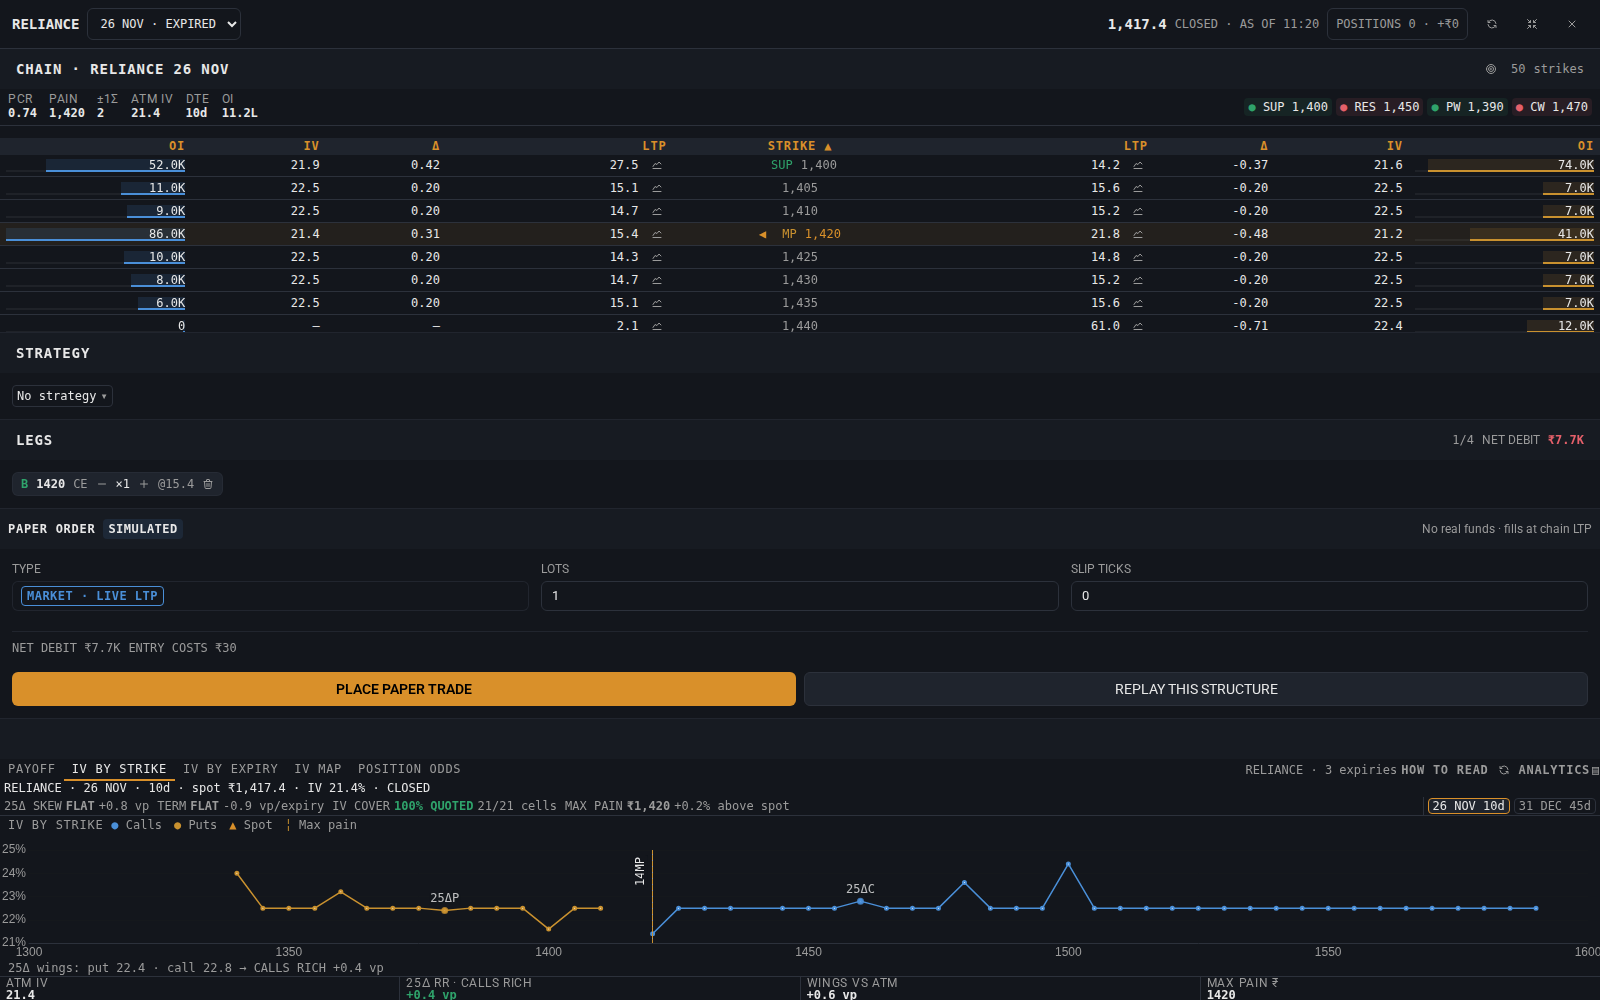 RELIANCE 26 NOV · EXPIRED 1,417.4 CLOSED · AS OF 11:20 POSITIONS 0 · +₹0
CHAIN · RELIANCE 26 NOV 50 strikes
PCR PAIN ±1Σ ATM IV DTE OI
0.74 1,420 2 21.4 10d 11.2L SUP 1,400 RES 1,450 PW 1,390 CW 1,470
OI IV Δ LTP STRIKE ▲ LTP Δ IV OI
52.0K 21.9 0.42 27.5 SUP 1,400 14.2 -0.37 21.6 74.0K
11.0K 22.5 0.20 15.1 1,405 15.6 -0.20 22.5 7.0K
9.0K 22.5 0.20 14.7 1,410 15.2 -0.20 22.5 7.0K
86.0K 21.4 0.31 15.4 ◀ MP 1,420 21.8 -0.48 21.2 41.0K
10.0K 22.5 0.20 14.3 1,425 14.8 -0.20 22.5 7.0K
8.0K 22.5 0.20 14.7 1,430 15.2 -0.20 22.5 7.0K
6.0K 22.5 0.20 15.1 1,435 15.6 -0.20 22.5 7.0K
0 — — 2.1 1,440 61.0 -0.71 22.4 12.0K
STRATEGY
No strategy ▾
LEGS 1/4 NET DEBIT ₹7.7K
B 1420 CE − ×1 + @15.4
PAPER ORDER SIMULATED No real funds · fills at chain LTP
TYPE LOTS SLIP TICKS
MARKET · LIVE LTP 1 0
NET DEBIT ₹7.7K ENTRY COSTS ₹30
PLACE PAPER TRADE REPLAY THIS STRUCTURE
PAYOFF IV BY STRIKE IV BY EXPIRY IV MAP POSITION ODDS RELIANCE · 3 expiries HOW TO READ ANALYTICS
RELIANCE · 26 NOV · 10d · spot ₹1,417.4 · IV 21.4% · CLOSED
25Δ SKEW FLAT +0.8 vp TERM FLAT -0.9 vp/expiry IV COVER 100% QUOTED 21/21 cells MAX PAIN ₹1,420 +0.2% above spot 26 NOV 10d 31 DEC 45d
IV BY STRIKE ● Calls ● Puts ▲ Spot ╎ Max pain
25%
24%
23%
22%
21%
14MP
25ΔP
25ΔC
1300 1350 1400 1450 1500 1550 1600
25Δ wings: put 22.4 · call 22.8 → CALLS RICH +0.4 vp
ATM IV 25Δ RR · CALLS RICH WINGS VS ATM MAX PAIN ₹
21.4 +0.4 vp +0.6 vp 1420